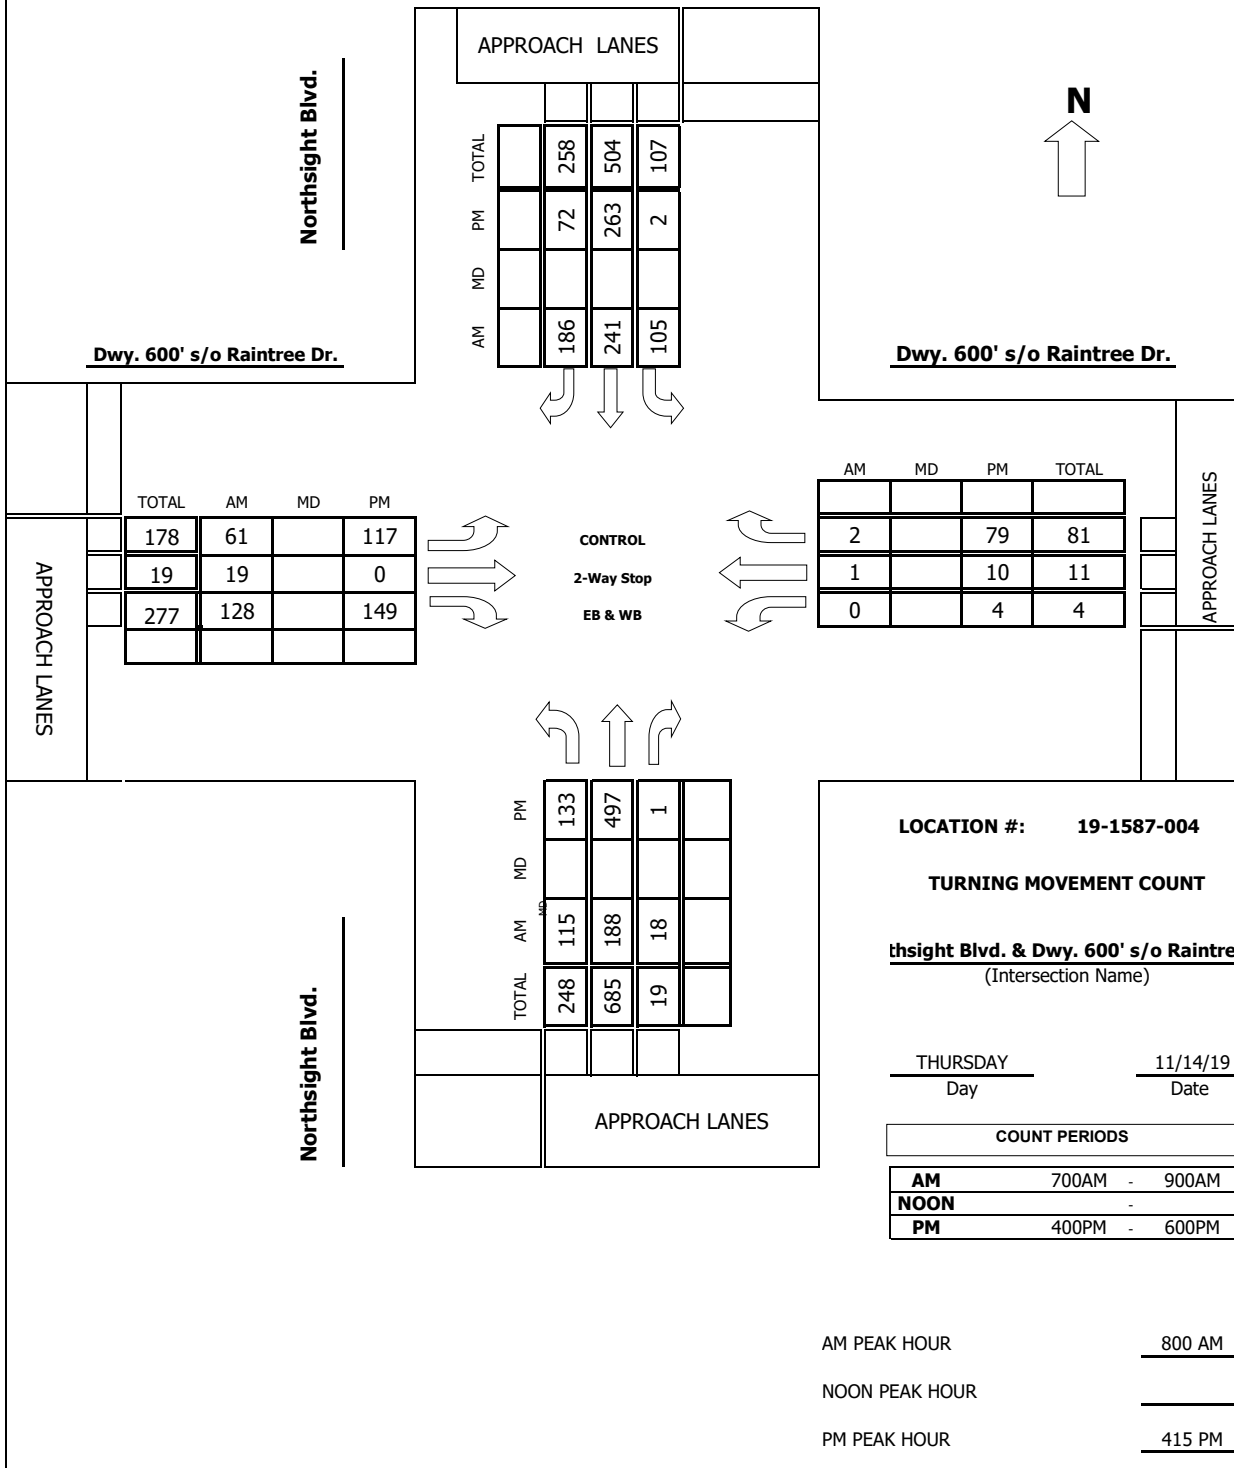 APPROACH LANES
Northsight Blvd.
N
TOTAL 258 504 107
PM 72 263 2
MD
AM 186 241 105
Dwy. 600' s/o Raintree Dr.
Dwy. 600' s/o Raintree Dr.
AM MD PM TOTAL
2 79 81
1 10 11
0 4 4
APPROACH LANES
TOTAL AM MD PM
178 61 117
19 19 0
277 128 149
APPROACH LANES
CONTROL
2-Way Stop
EB & WB
PM 133 497 1
MD
MD
AM 115 188 18
TOTAL 248 685 19
Northsight Blvd.
APPROACH LANES
LOCATION #: 19-1587-004
TURNING MOVEMENT COUNT
thsight Blvd. & Dwy. 600' s/o Raintre
(Intersection Name)
THURSDAY 11/14/19
Day Date
COUNT PERIODS
AM 700AM - 900AM
NOON -
PM 400PM - 600PM
AM PEAK HOUR 800 AM
NOON PEAK HOUR
PM PEAK HOUR 415 PM